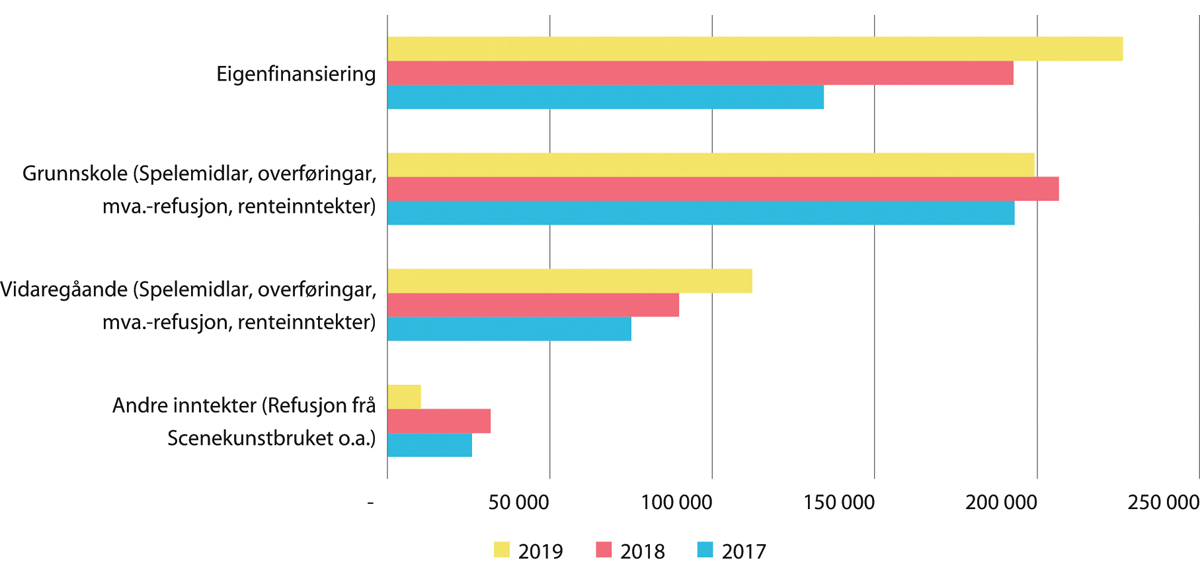 Eigenfinansiering
Grunnskole (Spelemidlar, overføringar,
mva.-refusjon, renteinntekter)
Vidaregåande (Spelemidlar, overføringar,
mva.-refusjon, renteinntekter)
Andre inntekter (Refusjon frå
Scenekunstbruket o.a.)
- 50 000 100 000 150 000 200 000 250 000
2019 2018 2017